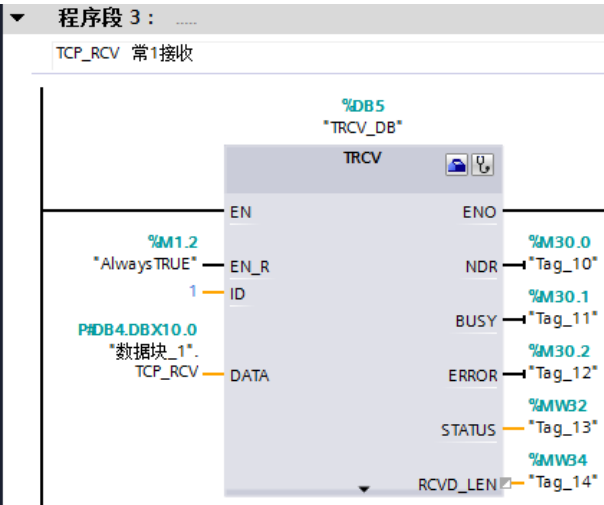 程序段 3： .....
TCP_RCV 常1接收
%DB5
"TRCV_DB"
TRCV
EN
ENO
%M1.2
"AlwaysTRUE"
EN_R
1
ID
P#DB4.DBX10.0
"数据块_1".
TCP_RCV
DATA
%M30.0
NDR
"Tag_10"
%M30.1
BUSY
"Tag_11"
%M30.2
ERROR
"Tag_12"
%MW32
STATUS
"Tag_13"
%MW34
RCVD_LEN
"Tag_14"